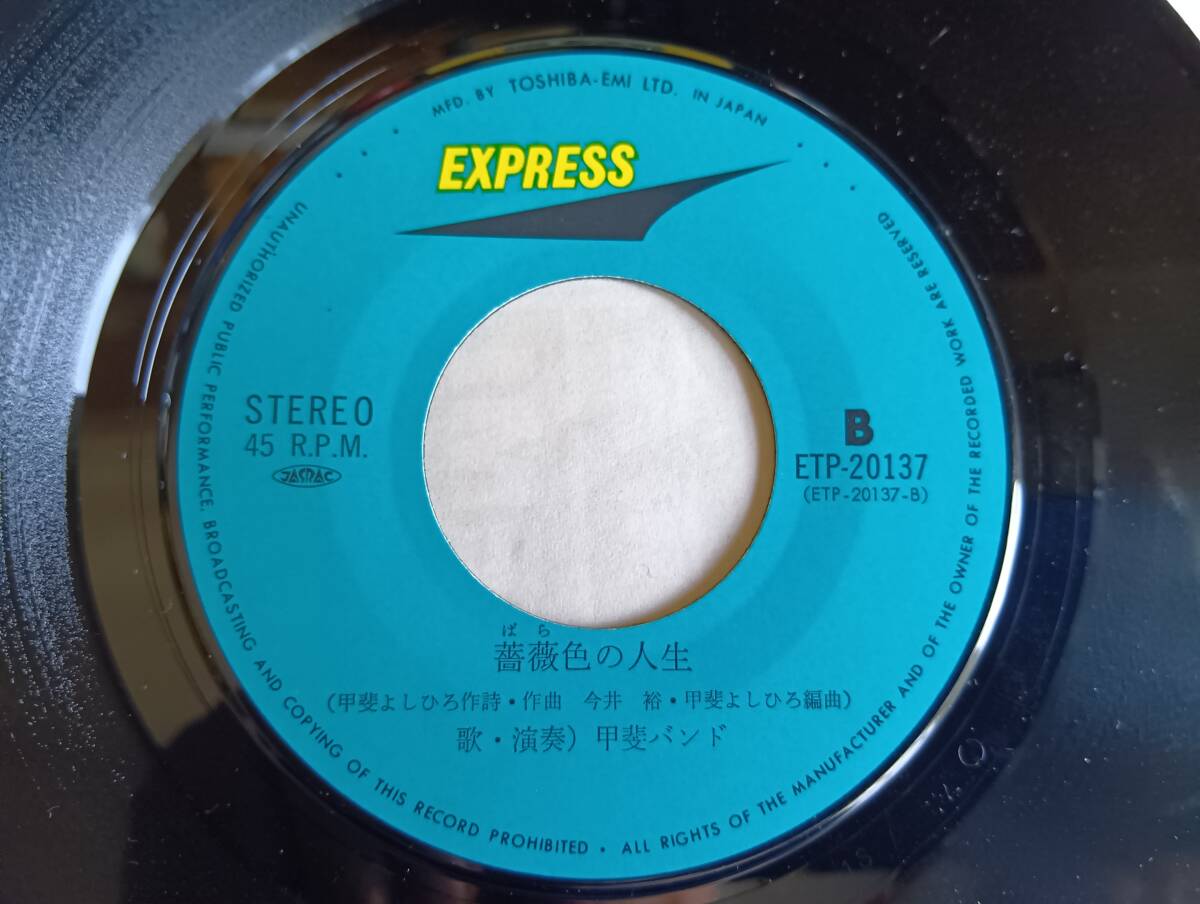 MFD. BY TOSHIBA-EMI LTD. IN JAPAN
EXPRESS
STEREO
45 R.P.M.
JASRAC
B
ETP-20137
(ETP-20137-B)
ばら
薔薇色の人生
(甲斐よしひろ作詩・作曲 今井 裕・甲斐よしひろ編曲)
歌・演奏) 甲斐バンド
UNAUTHORIZED PUBLIC PERFORMANCE. BROADCASTING AND COPYING OF THIS RECORD PROHIBITED • ALL RIGHTS OF THE MANUFACTURER AND OF THE OWNER OF THE RECORDED WORK ARE RESERVED